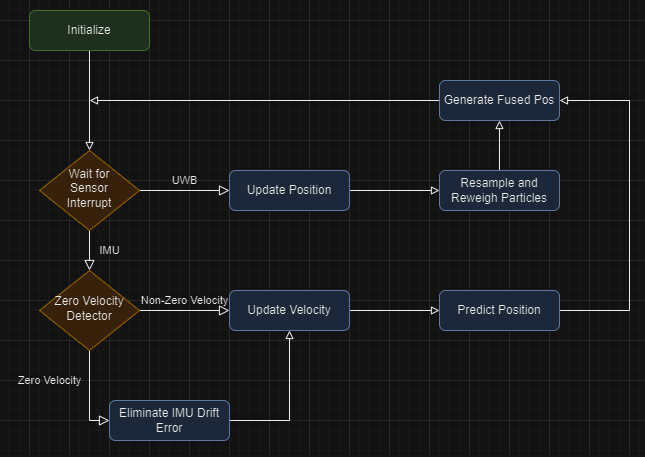 Initialize
Generate Fused Pos
Wait for
Sensor
Interrupt
UWB
Update Position
Resample and
Reweigh Particles
IMU
Zero Velocity
Detector
Non-Zero Velocity
Update Velocity
Predict Position
Zero Velocity
Eliminate IMU Drift
Error